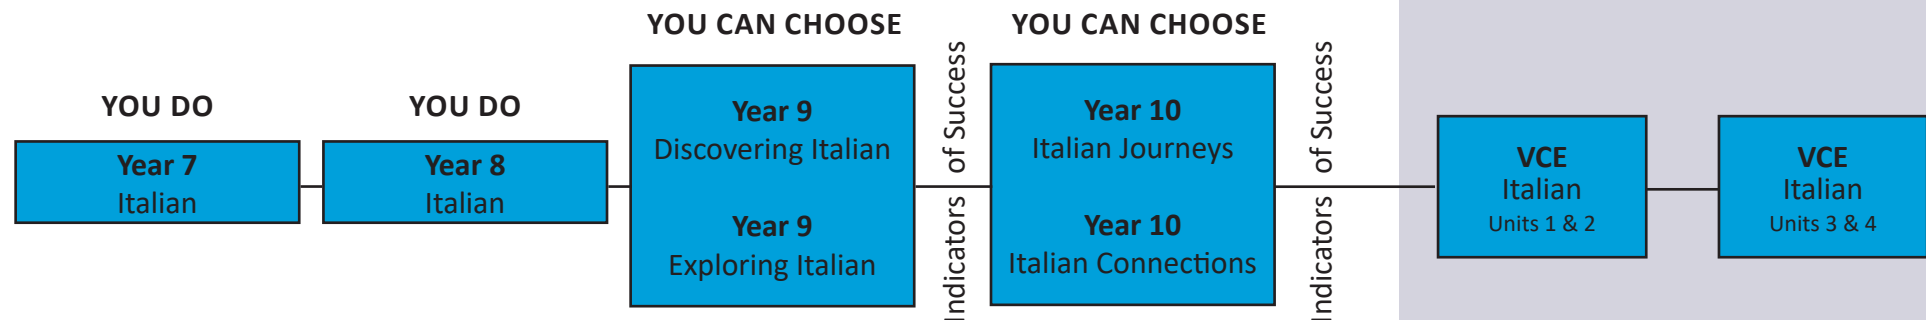 YOU DO
Year 7
Italian
YOU DO
Year 8
Italian
YOU CAN CHOOSE
Year 9
Discovering Italian
Year 9
Exploring Italian
Indicators of Success
YOU CAN CHOOSE
Year 10
Italian Journeys
Year 10
Italian Connections
Indicators of Success
VCE
Italian
Units 1 & 2
VCE
Italian
Units 3 & 4